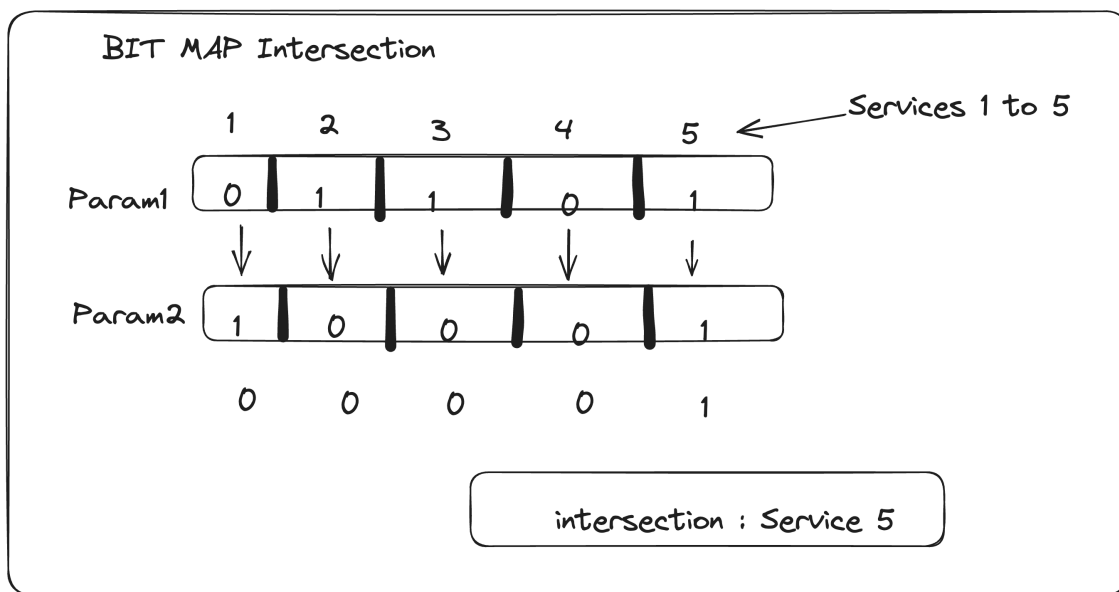 BIT MAP Intersection
Services 1 to 5
1 2 3 4 5
Param1 0 1 1 0 1
Param2 1 0 0 0 1
0 0 0 0 1
intersection : Service 5